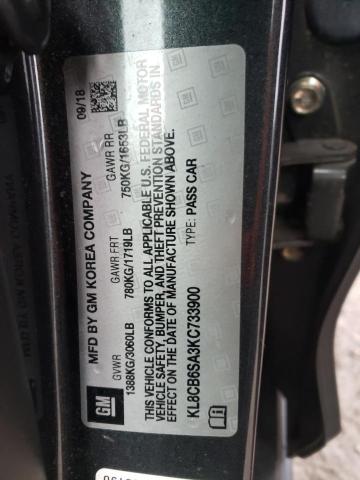 MFD BY GM KOREA COMPANY 09/18
GVWR GAWR FRT GAWR RR
1388KG/3060LB 780KG/1719LB 750KG/1653LB
THIS VEHICLE CONFORMS TO ALL APPLICABLE U.S. FEDERAL MOTOR
VEHICLE SAFETY, BUMPER, AND THEFT PREVENTION STANDARDS IN
EFFECT ON THE DATE OF MANUFACTURE SHOWN ABOVE.
KL8CB6SA3KC733900 TYPE: PASS CAR
GM